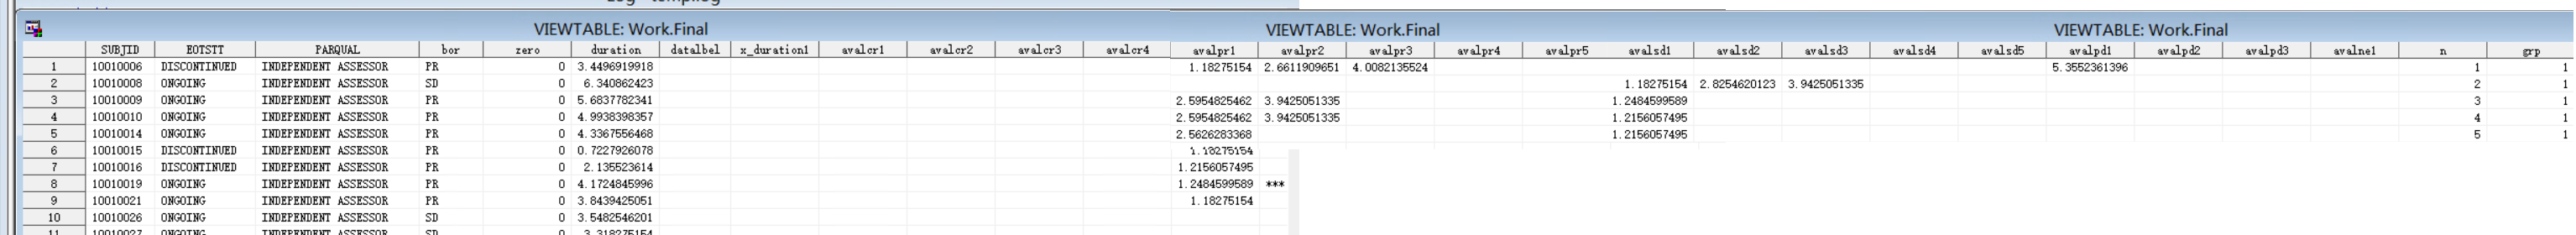 VIEWTABLE: Work.Final VIEWTABLE: Work.Final VIEWTABLE: Work.Final
SUBJID EOTSTT PARQUAL bor zero duration datalbel x_duration1 avalcr1 avalcr2 avalcr3 avalcr4 avalpr1 avalpr2 avalpr3 avalpr4 avalpr5 avalsd1 avalsd2 avalsd3 avalsd4 avalsd5 avalpd1 avalpd2 avalpd3 avalne1 n grp
1 10010006 DISCONTINUED INDEPENDENT ASSESSOR PR 0 3.4496919918 1.18275154 2.6611909651 4.0082135524 5.3552361396 1 1
2 10010008 ONGOING INDEPENDENT ASSESSOR SD 0 6.340862423 1.18275154 2.8254620123 3.9425051335 2 1
3 10010009 ONGOING INDEPENDENT ASSESSOR PR 0 5.6837782341 2.5954825462 3.9425051335 1.2484599589 3 1
4 10010010 ONGOING INDEPENDENT ASSESSOR PR 0 4.9938398357 2.5954825462 3.9425051335 1.2156057495 4 1
5 10010014 ONGOING INDEPENDENT ASSESSOR PR 0 4.3367556468 2.5626283368 1.2156057495 5 1
6 10010015 DISCONTINUED INDEPENDENT ASSESSOR PR 0 0.7227926078 1.18275154
7 10010016 DISCONTINUED INDEPENDENT ASSESSOR PR 0 2.135523614 1.2156057495
8 10010019 ONGOING INDEPENDENT ASSESSOR PR 0 4.1724845996 1.2484599589 ***
9 10010021 ONGOING INDEPENDENT ASSESSOR PR 0 3.8439425051 1.18275154
10 10010026 ONGOING INDEPENDENT ASSESSOR SD 0 3.5482546201
11 10010027 ONGOING INDEPENDENT ASSESSOR SD 0 3.318275154